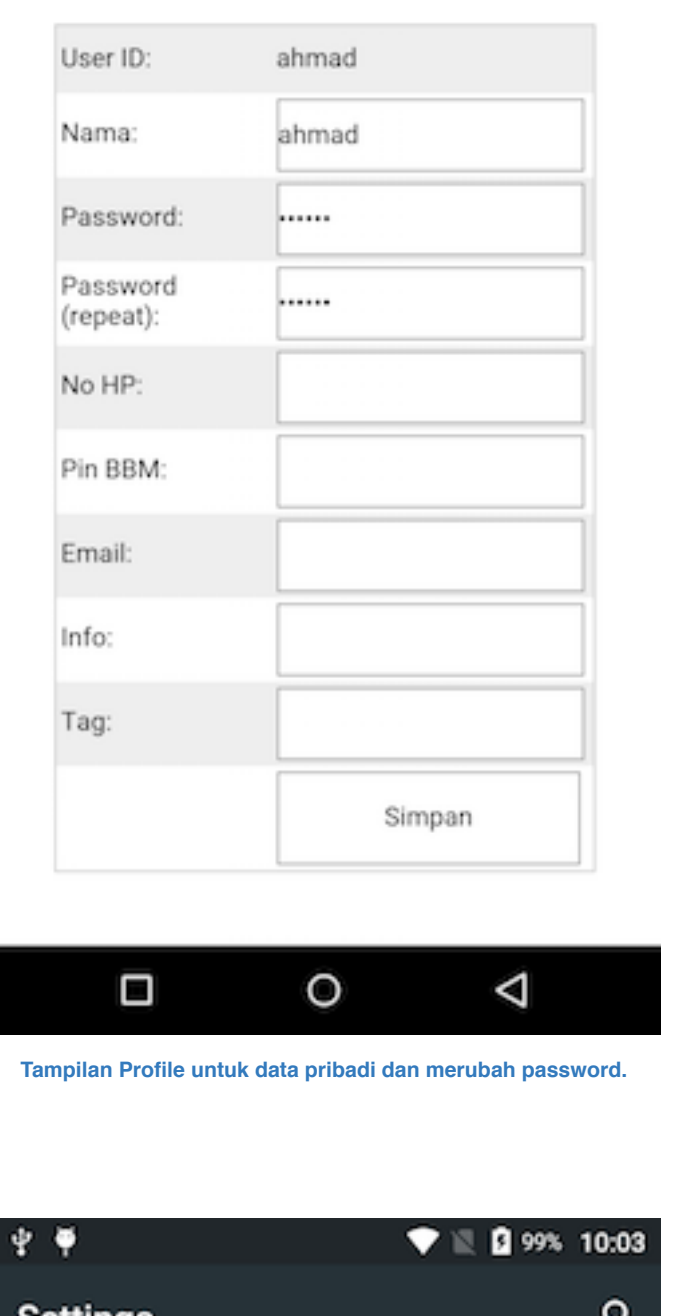 User ID: ahmad
Nama: ahmad
Password: ••••••
Password
(repeat): ••••••
No HP:
Pin BBM:
Email:
Info:
Tag:
Simpan
Tampilan Profile untuk data pribadi dan merubah password.
99% 10:03
Settings